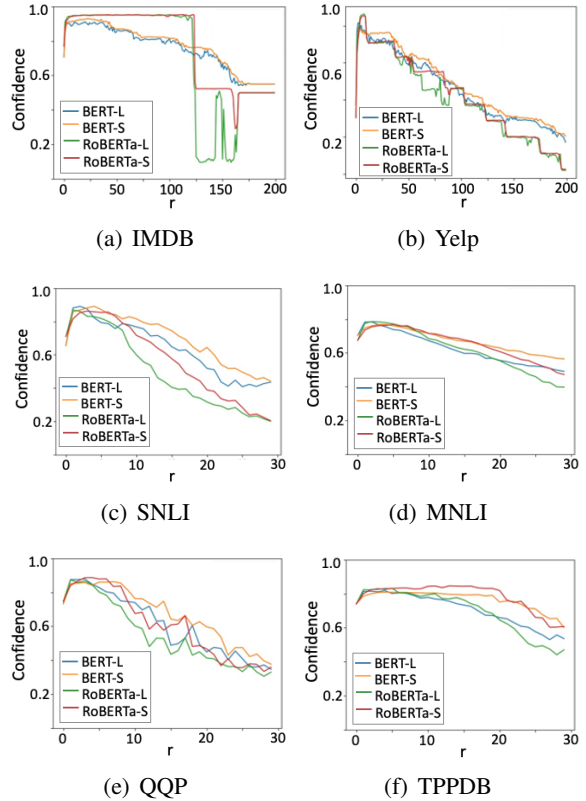 1.0
0.6
0.2
Confidence
BERT-L
BERT-S
RoBERTa-L
RoBERTa-S
0 50 100 125 150 200
r
(a) IMDB
1.0
0.6
0.2
Confidence
BERT-L
BERT-S
RoBERTa-L
RoBERTa-S
0 25 50 75 100 125 150 175 200
r
(b) Yelp
1.0
0.6
0.2
Confidence
BERT-L
BERT-S
RoBERTa-L
RoBERTa-S
0 10 20 30
r
(c) SNLI
1.0
0.6
0.2
Confidence
BERT-L
BERT-S
RoBERTa-L
RoBERTa-S
0 10 20 30
r
(d) MNLI
1.0
0.6
0.2
Confidence
BERT-L
BERT-S
RoBERTa-L
RoBERTa-S
0 10 20 30
r
(e) QQP
1.0
0.6
0.2
Confidence
BERT-L
BERT-S
RoBERTa-L
RoBERTa-S
0 10 20 30
r
(f) TPPDB